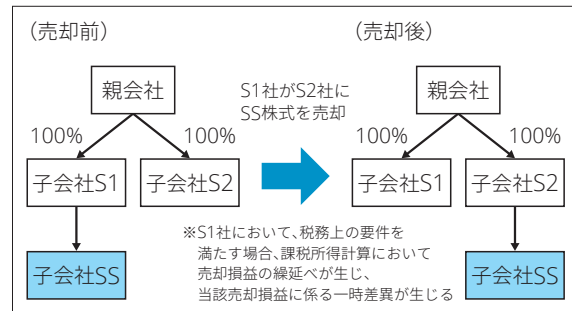 （売却前）
親会社
100%
100%
子会社S1
子会社S2
子会社SS
S1社がS2社に
SS株式を売却
（売却後）
親会社
100%
100%
子会社S1
子会社S2
子会社SS
※S1社において、税務上の要件を
満たす場合、課税所得計算において
売却損益の繰延べが生じ、
当該売却損益に係る一時差異が生じる